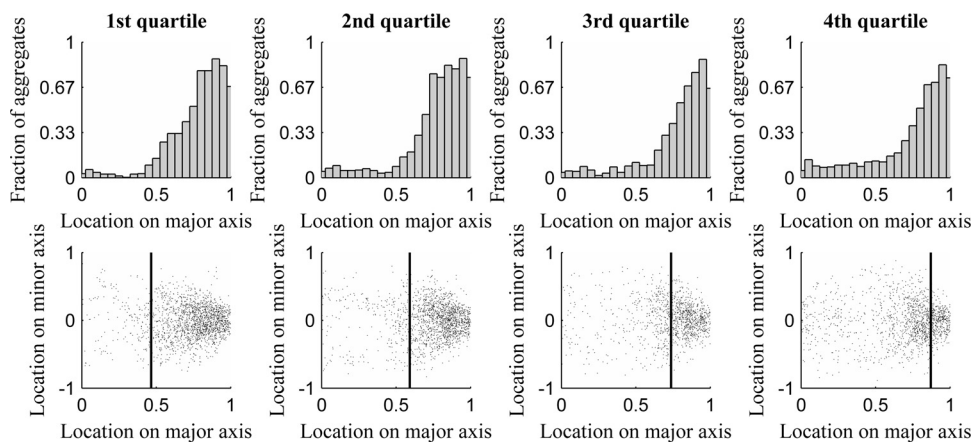 1st quartile
2nd quartile
3rd quartile
4th quartile
Fraction of aggregates
1
0.67
0.33
0
0 0.5 1
Location on major axis
Fraction of aggregates
1
0.67
0.33
0
0 0.5 1
Location on major axis
Fraction of aggregates
1
0.67
0.33
0
0 0.5 1
Location on major axis
Fraction of aggregates
1
0.67
0.33
0
0 0.5 1
Location on major axis
Location on minor axis
1
0
-1
0 0.5 1
Location on major axis
Location on minor axis
1
0
-1
0 0.5 1
Location on major axis
Location on minor axis
1
0
-1
0 0.5 1
Location on major axis
Location on minor axis
1
0
-1
0 0.5 1
Location on major axis